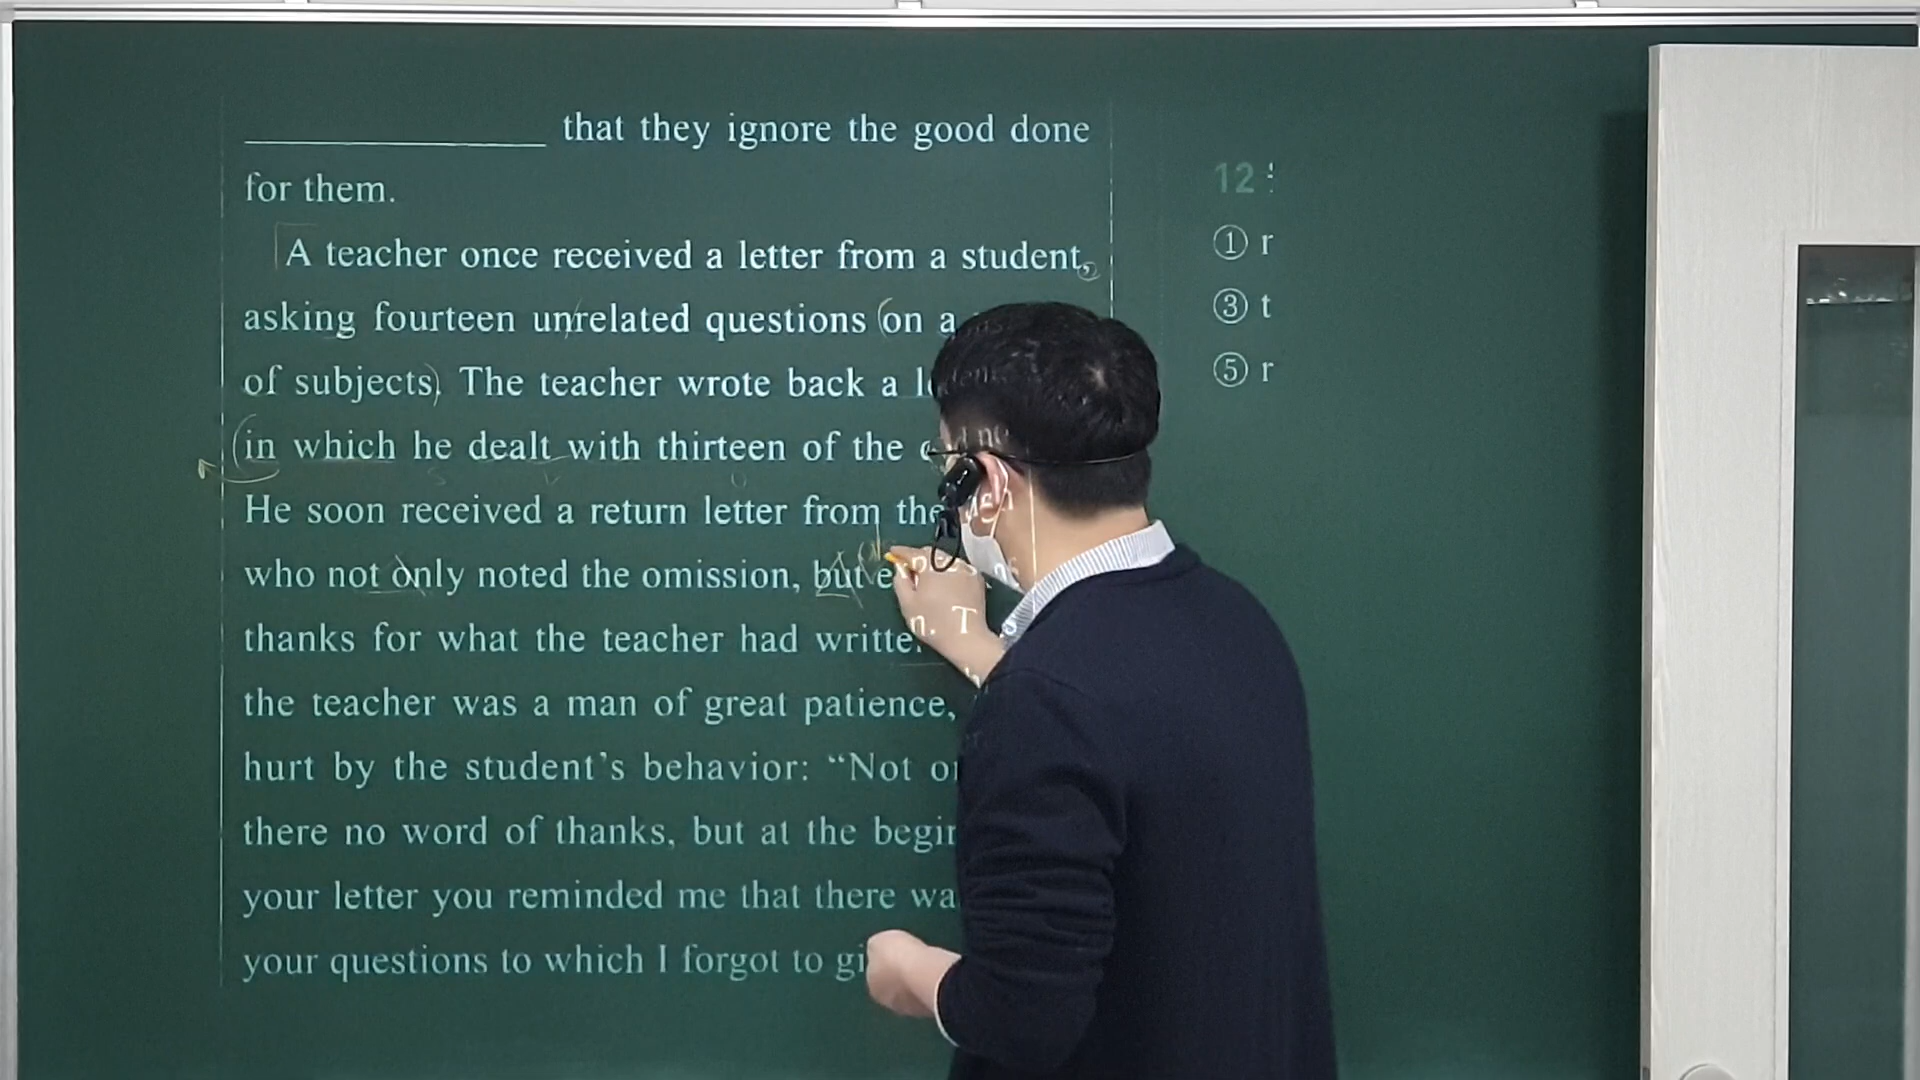 that they ignore the good done
for them.
A teacher once received a letter from a student,
asking fourteen unrelated questions on a
of subjects. The teacher wrote back a
in which he dealt with thirteen of the
He soon received a return letter from the
who not only noted the omission, but
thanks for what the teacher had written.
the teacher was a man of great patience,
hurt by the student’s behavior: “Not
there no word of thanks, but at the
your letter you reminded me that there
your questions to which I forgot to
12
① r
③ t
⑤ r